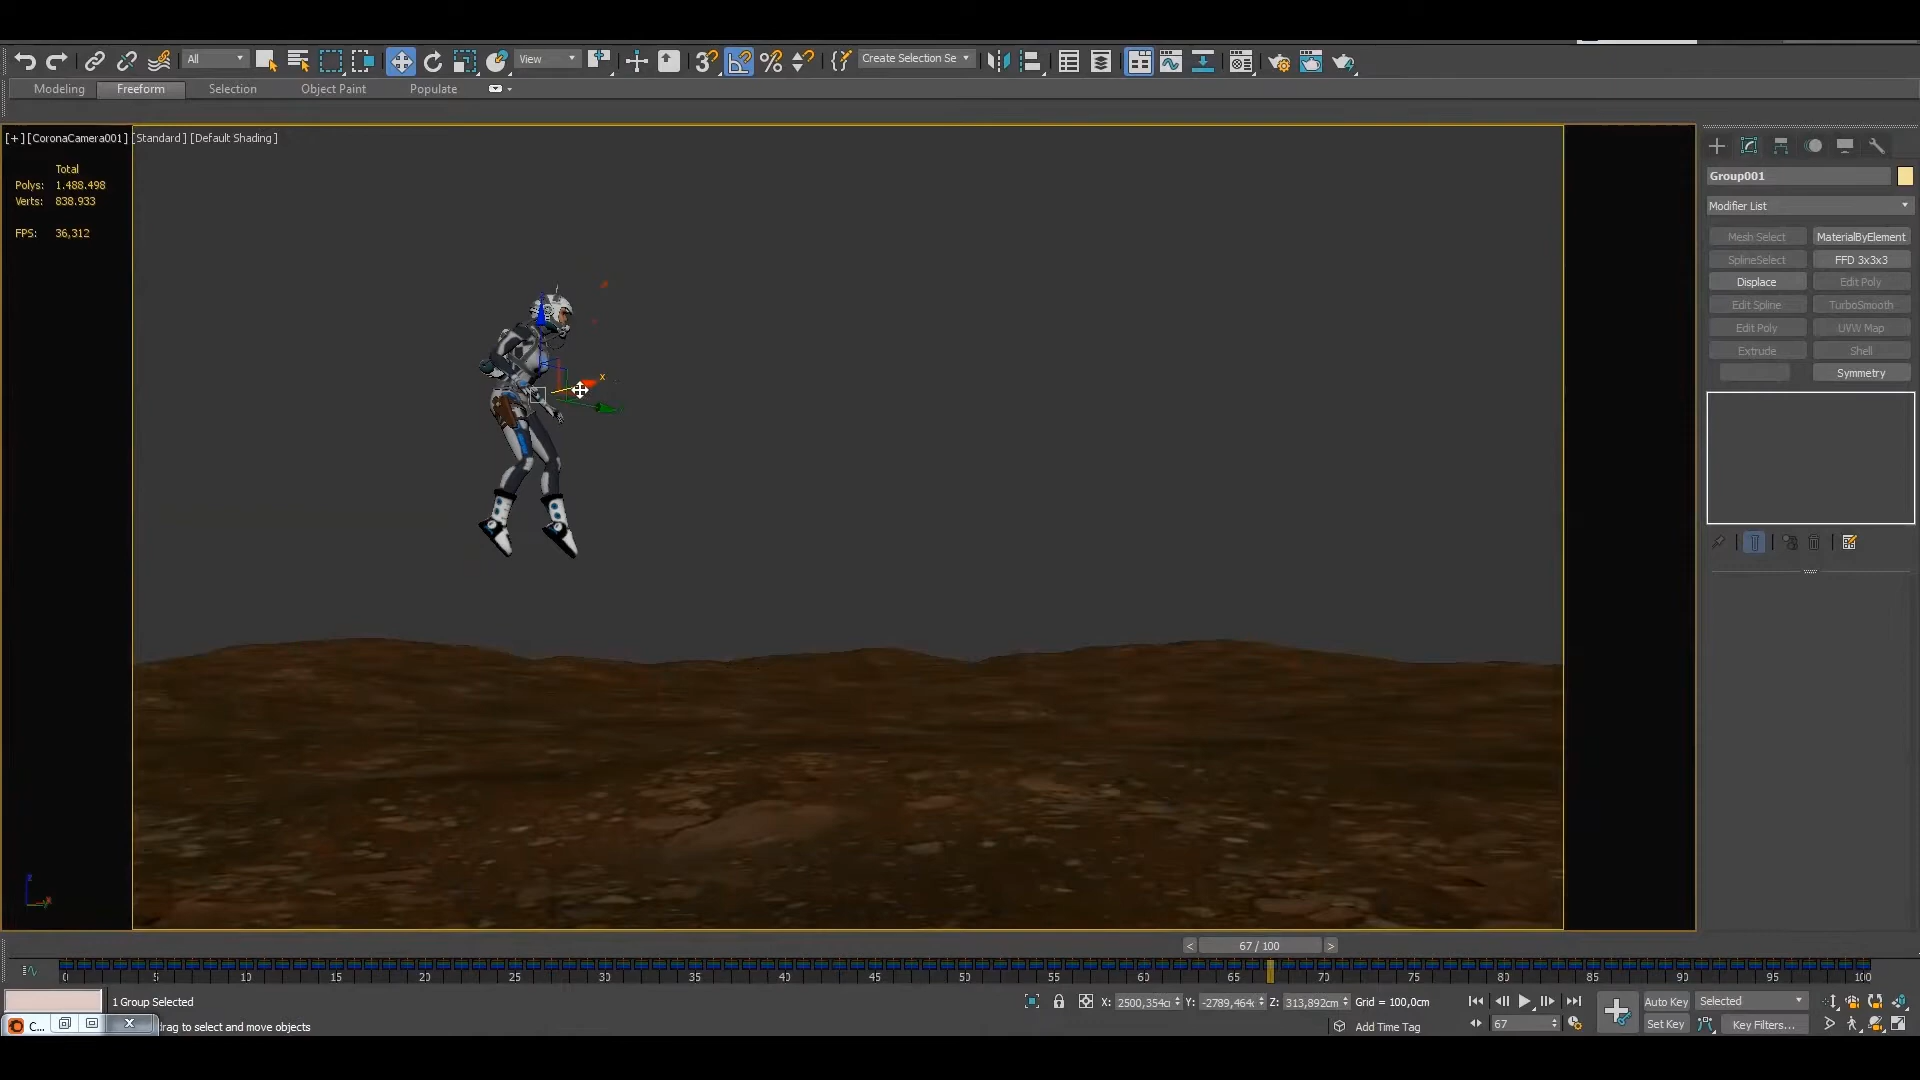 All
View
3
Create Selection Se
Modeling
Freeform
Selection
Object Paint
Populate
[+] [CoronaCamera001] [Standard] [Default Shading]
Total
Polys: 1.488.498
Verts: 838.933
FPS: 36,312
x
Group001
Modifier List
Mesh Select
MaterialByElement
SplineSelect
FFD 3x3x3
Displace
Edit Poly
Edit Spline
TurboSmooth
Edit Poly
UVW Map
Extrude
Shell
Symmetry
z
< 67 / 100 >
0 5 10 15 20 25 30 35 40 45 50 55 60 65 70 75 80 85 90 95 100
1 Group Selected
X: 2500,354c Y: -2789,464 Z: 313,892cm Grid = 100,0cm
Auto Key
Selected
C...
drag to select and move objects
Add Time Tag
67
Set Key
Key Filters...